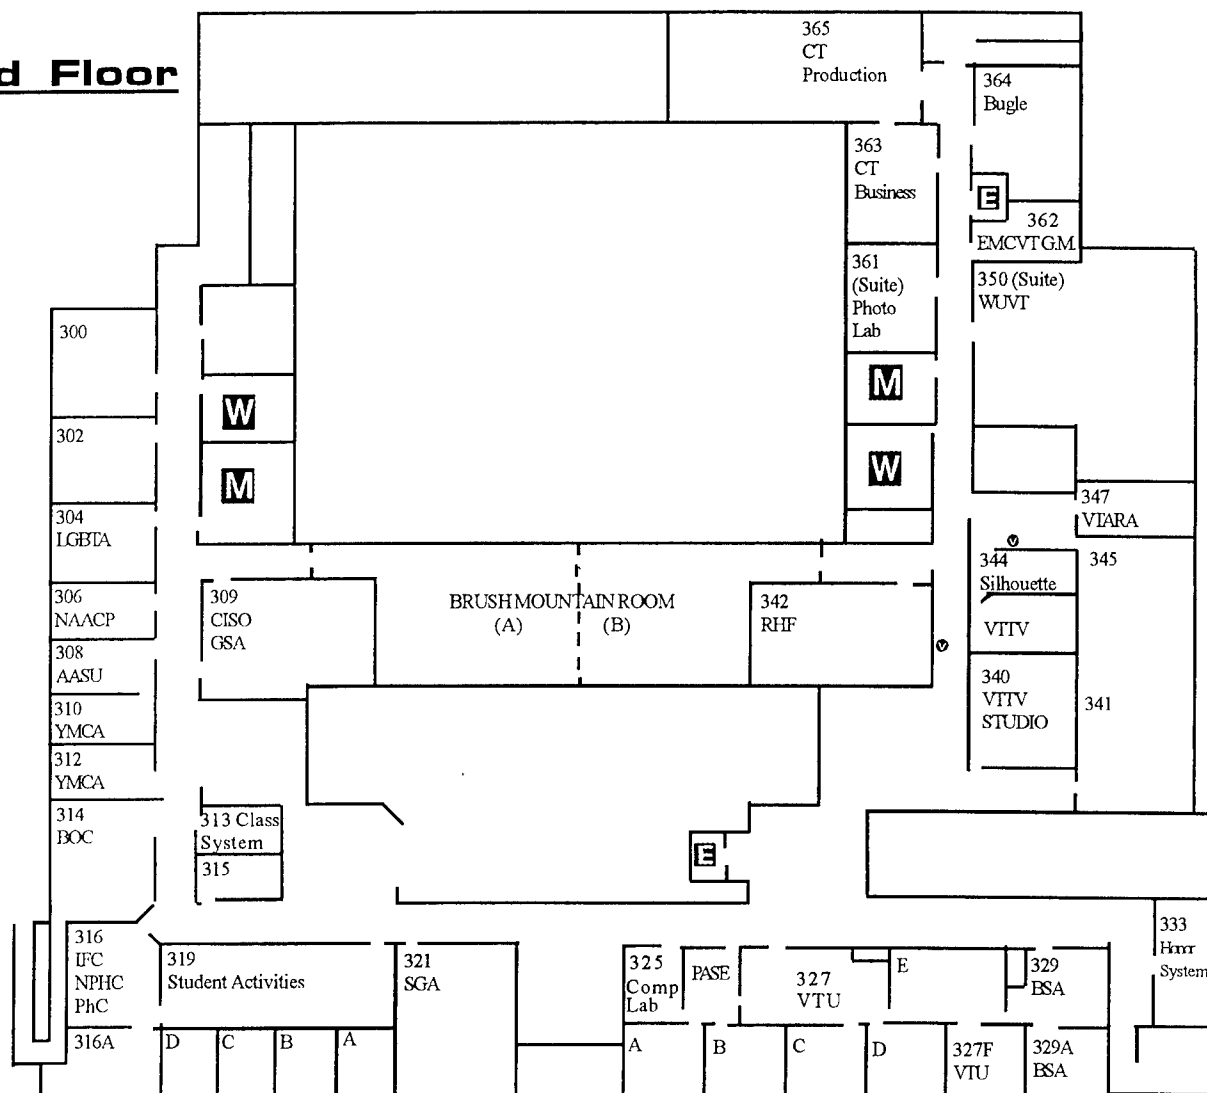 d Floor
365
CT
Production
364
Bugle
363
CT
Business
E
362
EMCVT G.M.
361
(Suite)
Photo
Lab
350 (Suite)
WUVT
300
M
W
302
W
M
304
LGBTA
347
VTARA
V
344
Silhouette
345
306
NAACP
309
CISO
GSA
BRUSH MOUNTAIN ROOM
(A) (B)
342
RHF
VTTV
V
308
AASU
340
VTTV
STUDIO
341
310
YMCA
312
YMCA
314
BOC
313 Class
System
315
E
316
IFC
NPHC
PhC
319
Student Activities
321
SGA
325
Comp
Lab
PASE
327
VTU
E
329
BSA
333
Honor
System
316A
D
C
B
A
A
B
C
D
327F
VTU
329A
BSA